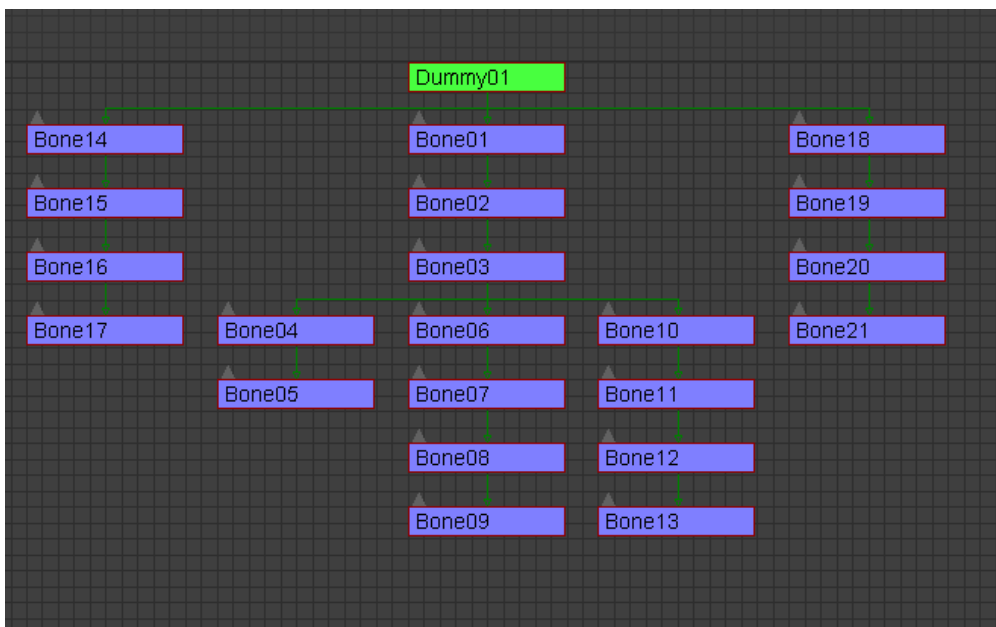 Dummy01
Bone14 Bone01 Bone18
Bone15 Bone02 Bone19
Bone16 Bone03 Bone20
Bone17 Bone04 Bone06 Bone10 Bone21
Bone05 Bone07 Bone11
Bone08 Bone12
Bone09 Bone13